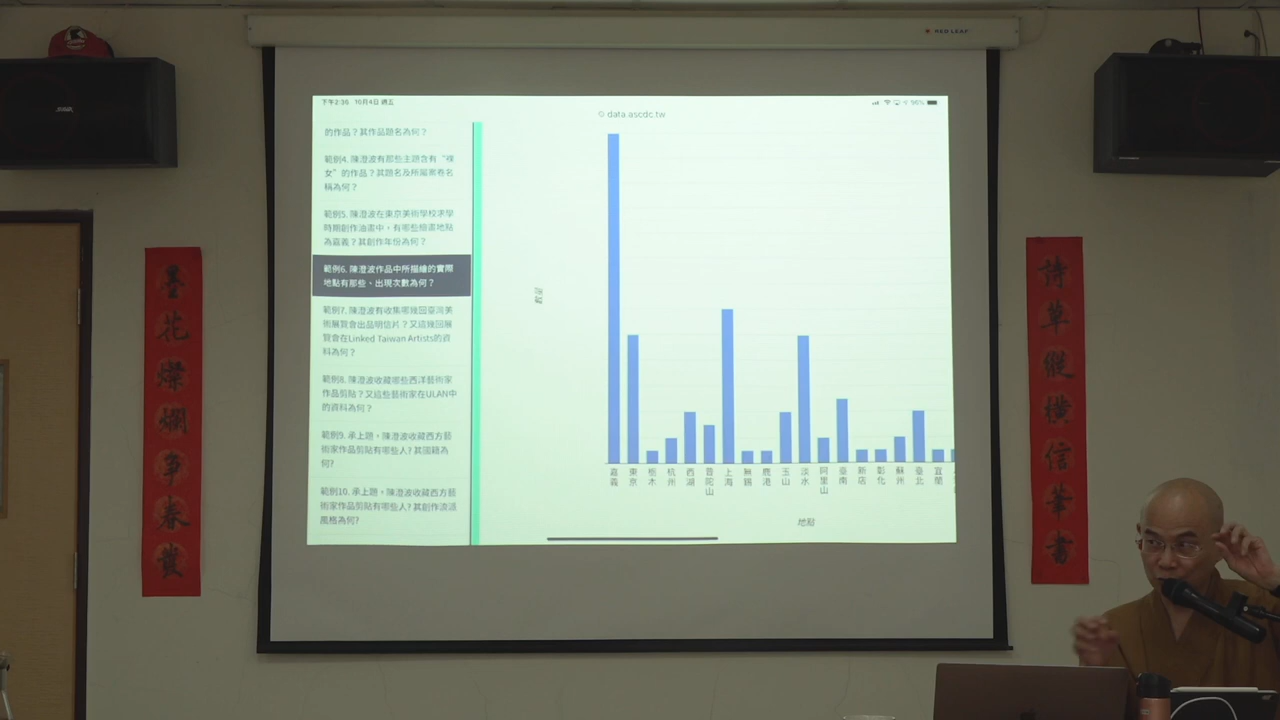 RED LEAF
下午2:36 10月4日 週五
96%
data.ascdc.tw
的作品？其作品題名為何？
範例4. 陳澄波有那些主題含有“裸
女”的作品？其題名及所屬素卷名
稱為何？
範例5. 陳澄波在東京美術學校求學
時期創作油畫中，有哪些繪畫地點
為嘉義？其創作年份為何？
範例6. 陳澄波作品中所描繪的實際
地點有那些、出現次數為何？
範例7. 陳澄波有收集哪幾回臺灣美
術展覽會出品明信片？又這幾回展
覽會在Linked Taiwan Artists的資
料為何？
範例8. 陳澄波收藏哪些西洋藝術家
作品剪貼？又這些藝術家在ULAN中
的資料為何？
範例9. 承上題，陳澄波收藏西方藝
術家作品剪貼有哪些人? 其國籍為
何?
範例10. 承上題，陳澄波收藏西方藝
術家作品剪貼有哪些人? 其創作流派
風格為何?
數量
嘉義
東京
樹木
杭州
西湖
普陀山
上海
無錫
鹿港
玉山
淡水
阿里山
臺南
新店
彰化
蘇州
臺北
宜蘭
地點
墨花燦爛爭春發
詩草縱橫信筆書